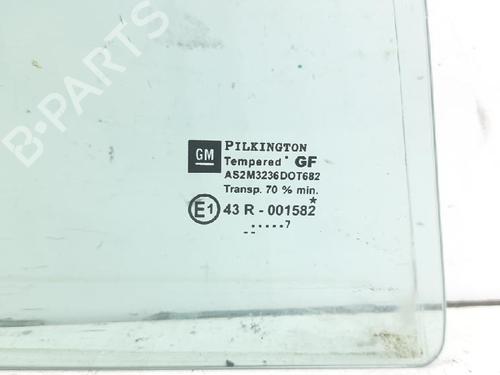 B-PARTS
GM PILKINGTON
Tempered GF
AS2M3236DOT682
Transp. 70 % min.
E1 43 R - 001582
.....7
--